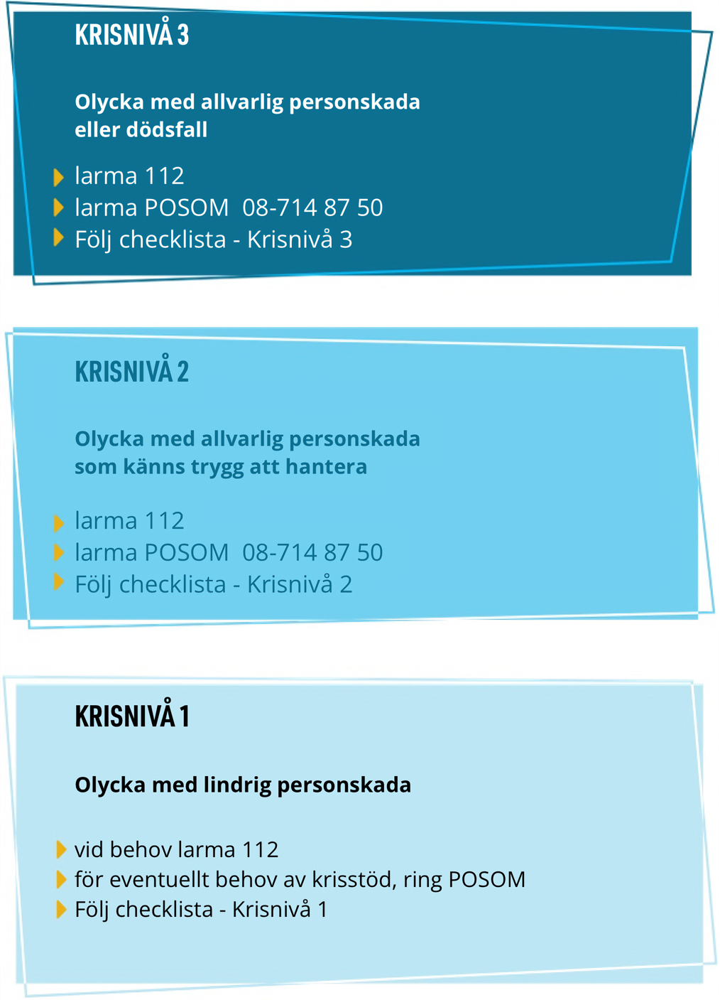 KRISNIVÅ 3
Olycka med allvarlig personskada
eller dödsfall
larma 112
larma POSOM  08-714 87 50
Följ checklista - Krisnivå 3
KRISNIVÅ 2
Olycka med allvarlig personskada
som känns trygg att hantera
larma 112
larma POSOM  08-714 87 50
Följ checklista - Krisnivå 2
KRISNIVÅ 1
Olycka med lindrig personskada
vid behov larma 112
för eventuellt behov av krisstöd, ring POSOM
Följ checklista - Krisnivå 1